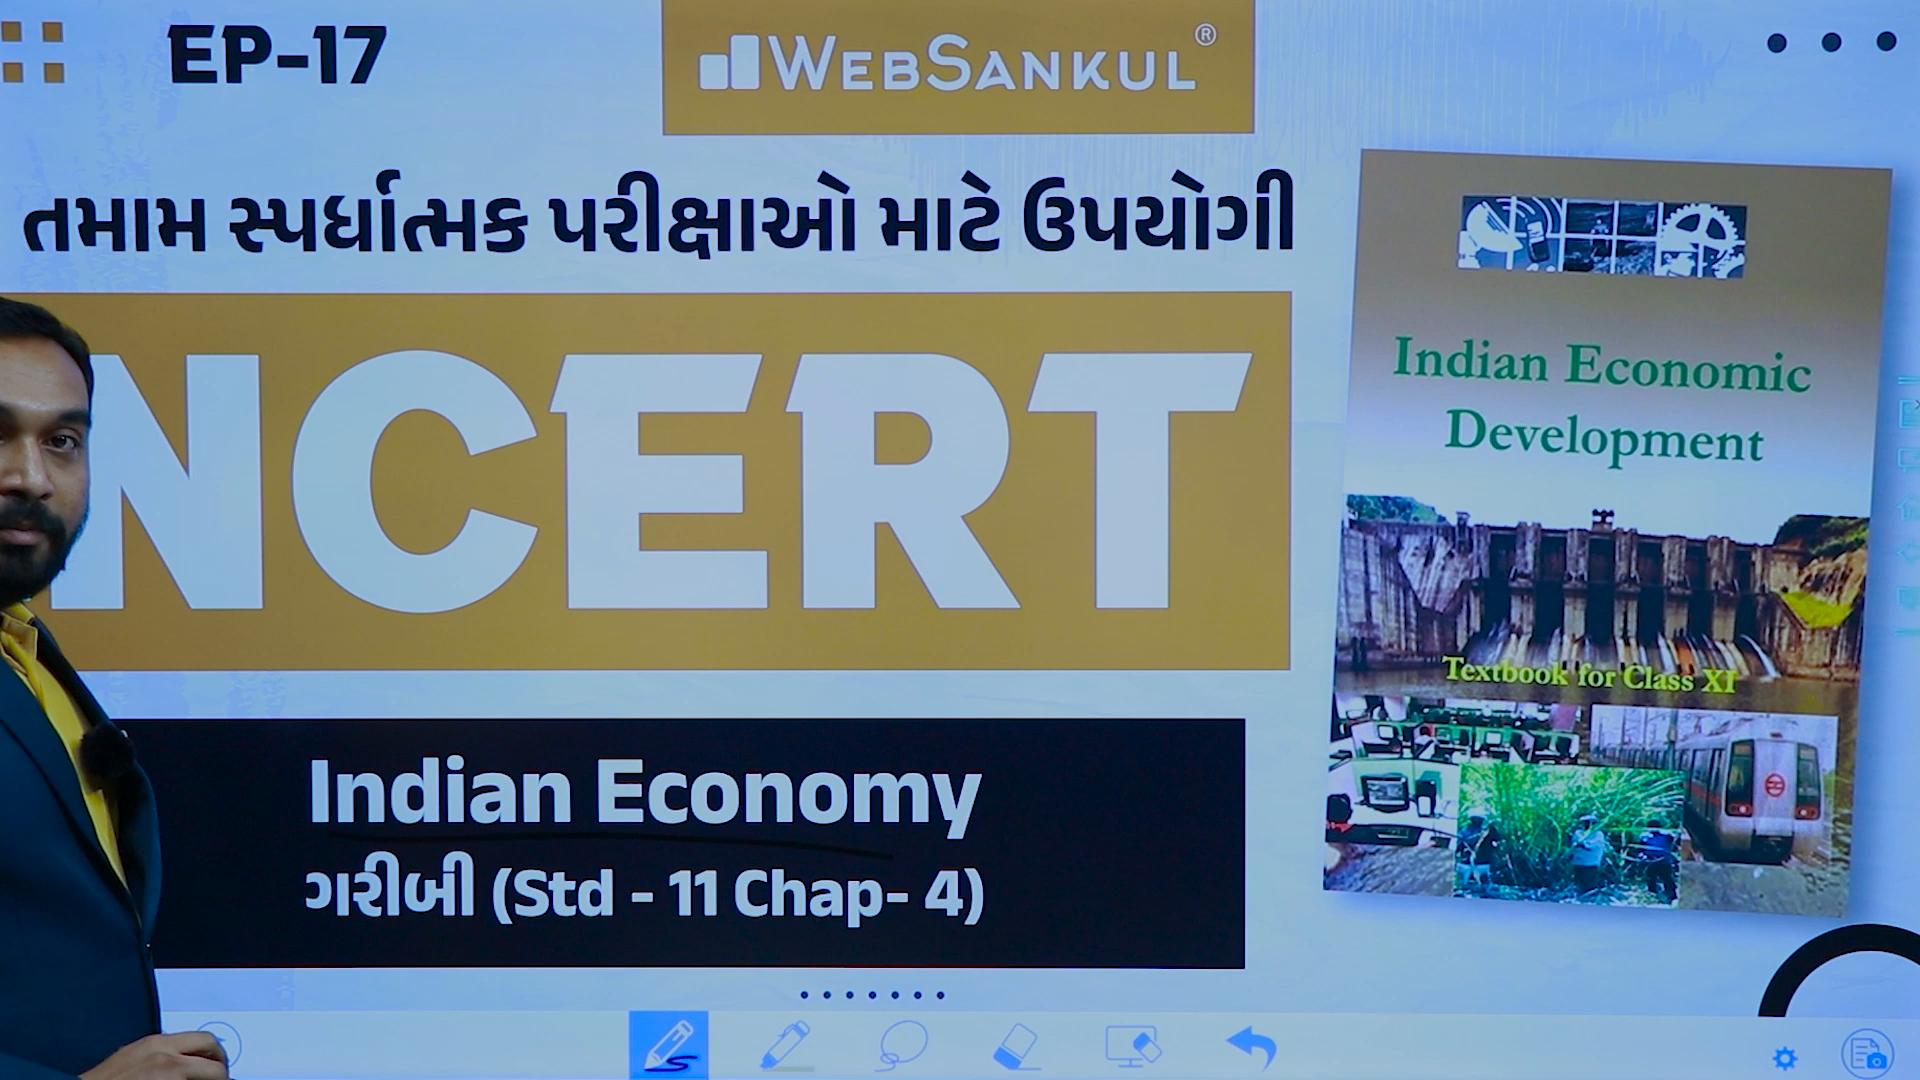 EP-17
WEBSANKUL®
તમામ સ્પર્ધાત્મક પરીક્ષાઓ માટે ઉપયોગી
NCERT
Indian Economic
Development
Textbook for Class XI
Indian Economy
ગરીબી (Std - 11 Chap- 4)